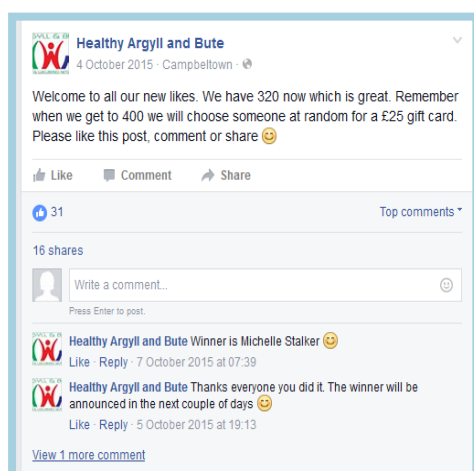 Healthy Argyll and Bute
4 October 2015 · Campbeltown ·
Welcome to all our new likes. We have 320 now which is great. Remember
when we get to 400 we will choose someone at random for a £25 gift card.
Please like this post, comment or share
Like Comment Share
31 Top comments
16 shares
Write a comment...
Press Enter to post.
Healthy Argyll and Bute Winner is Michelle Stalker
Like · Reply · 7 October 2015 at 07:39
Healthy Argyll and Bute Thanks everyone you did it. The winner will be
announced in the next couple of days
Like · Reply · 5 October 2015 at 19:13
View 1 more comment